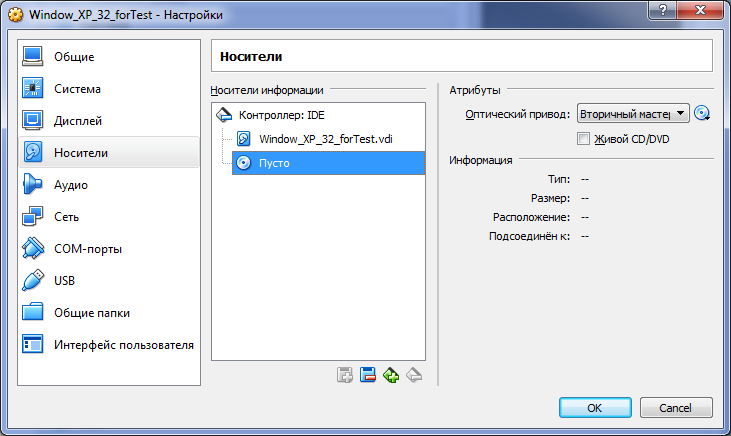 Window_XP_32_forTest - Настройки
Общие
Система
Дисплей
Носители
Аудио
Сеть
COM-порты
USB
Общие папки
Интерфейс пользователя
Носители
Носители информации
Контроллер: IDE
Window_XP_32_forTest.vdi
Пусто
Атрибуты
Оптический привод: Вторичный мастер
Живой CD/DVD
Информация
Тип: --
Размер: --
Расположение: --
Подсоединён к: --
OK Cancel